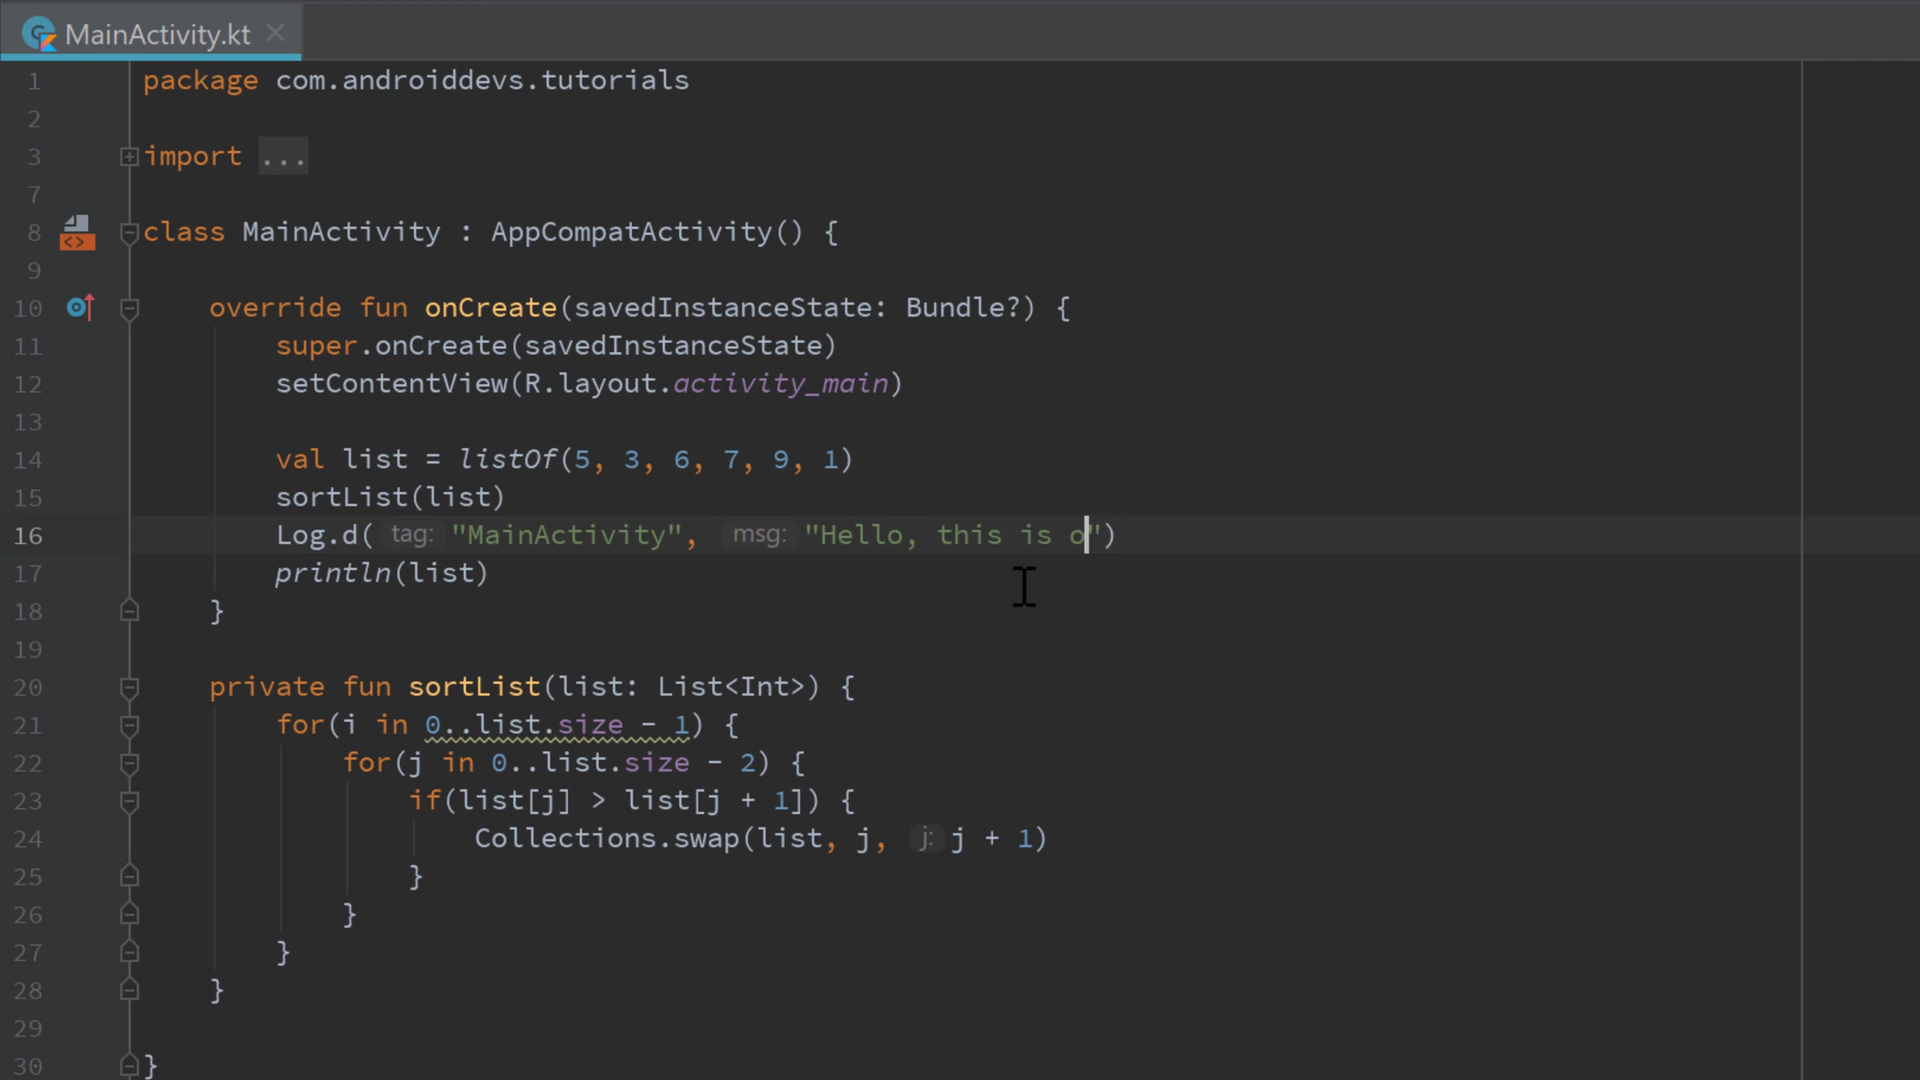 MainActivity.kt
1 package com.androiddevs.tutorials
2
3 import ...
7
8 class MainActivity : AppCompatActivity() {
9
10     override fun onCreate(savedInstanceState: Bundle?) {
11         super.onCreate(savedInstanceState)
12         setContentView(R.layout.activity_main)
13
14         val list = listOf(5, 3, 6, 7, 9, 1)
15         sortList(list)
16         Log.d( tag: "MainActivity", msg: "Hello, this is o")
17         println(list)
18     }
19
20     private fun sortList(list: List<Int>) {
21         for(i in 0..list.size - 1) {
22             for(j in 0..list.size - 2) {
23                 if(list[j] > list[j + 1]) {
24                     Collections.swap(list, j, j: j + 1)
25                 }
26             }
27         }
28     }
29
30 }